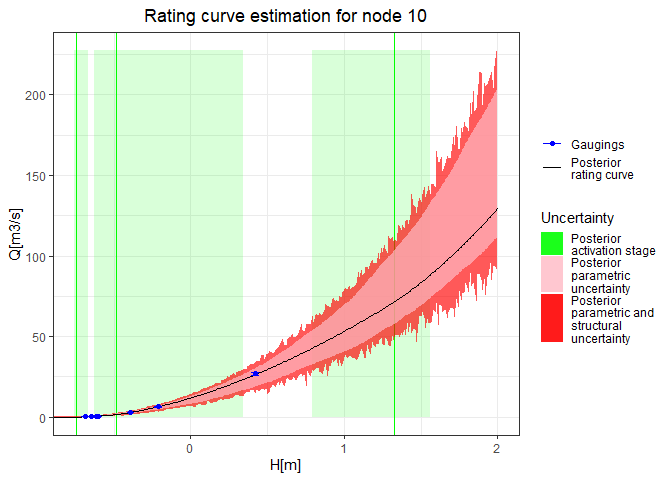 Rating curve estimation for node 10
Q[m3/s]
200
150
100
50
0
0
1
2
H[m]
Gaugings
Posterior
rating curve
Uncertainty
Posterior
activation stage
Posterior
parametric
uncertainty
Posterior
parametric and
structural
uncertainty